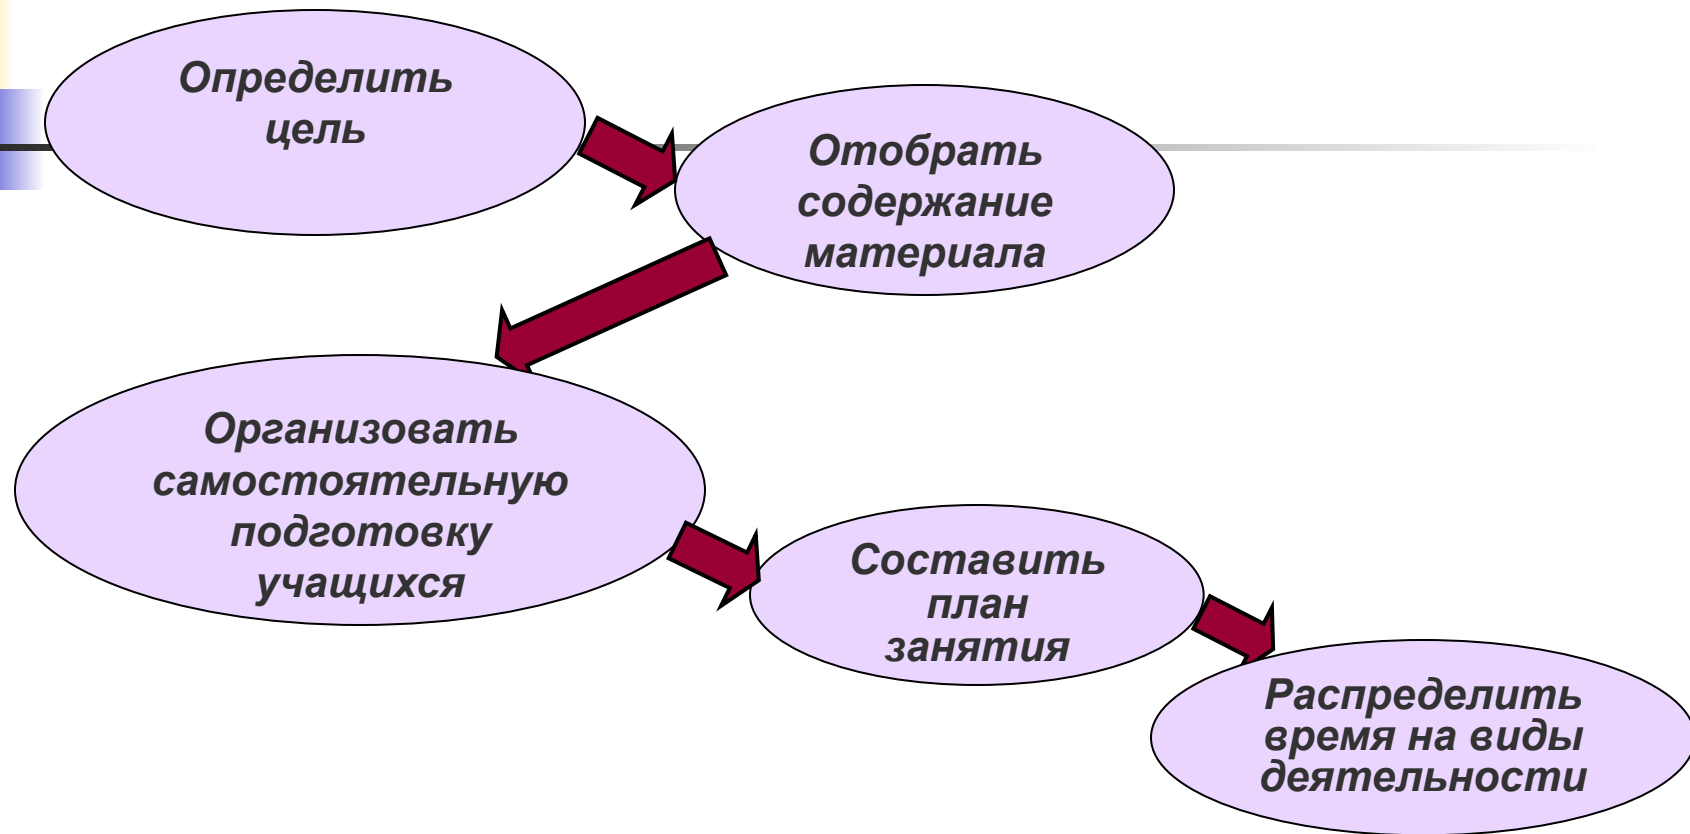 Определить
цель
Отобрать
содержание
материала
Организовать
самостоятельную
подготовку
учащихся
Составить
план
занятия
Распределить
время на виды
деятельности